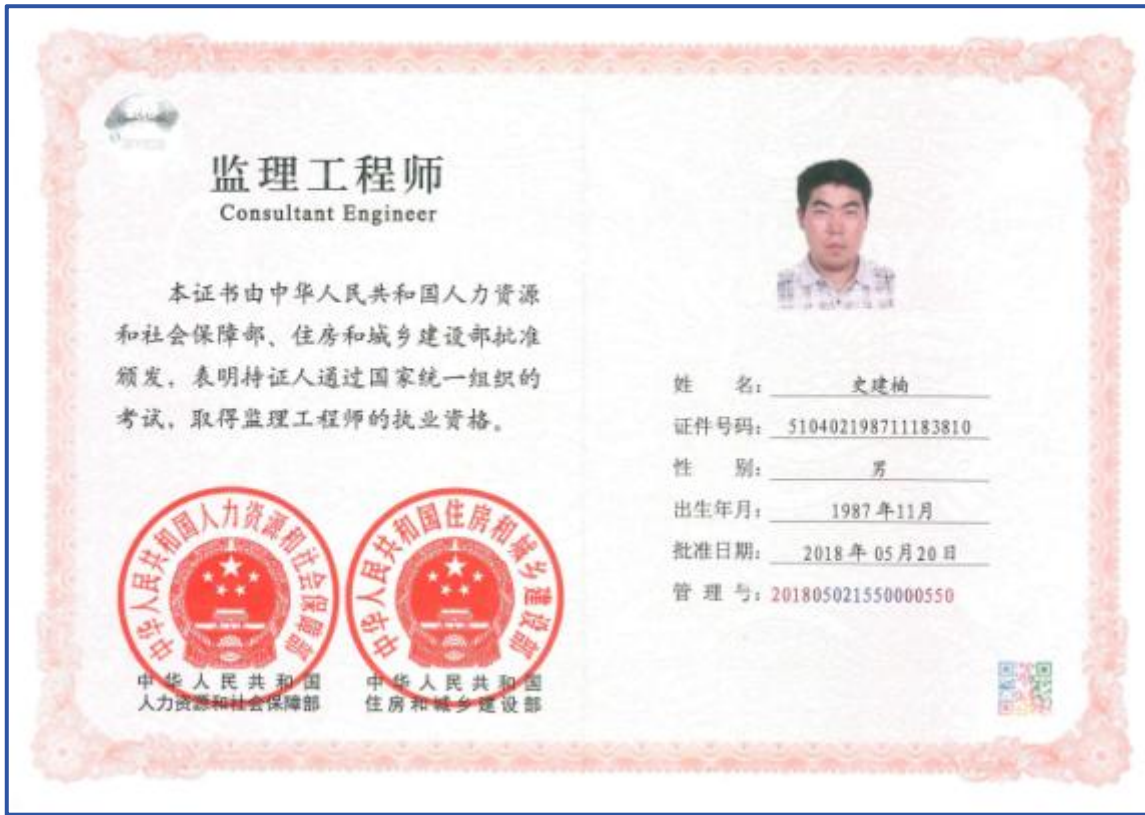 监理工程师
Consultant Engineer
本证书由中华人民共和国人力资源
和社会保障部、住房和城乡建设部批准
颁发，表明持证人通过国家统一组织的
考试，取得监理工程师的执业资格。
中华人民共和国人力资源和社会保障部
中华人民共和国住房和城乡建设部
中华人民共和国
人力资源和社会保障部
中华人民共和国
住房和城乡建设部
姓 名： 史建楠
证件号码： 510402198711183810
性 别： 男
出生年月： 1987年11月
批准日期： 2018年05月20日
管理号：201805021550000550